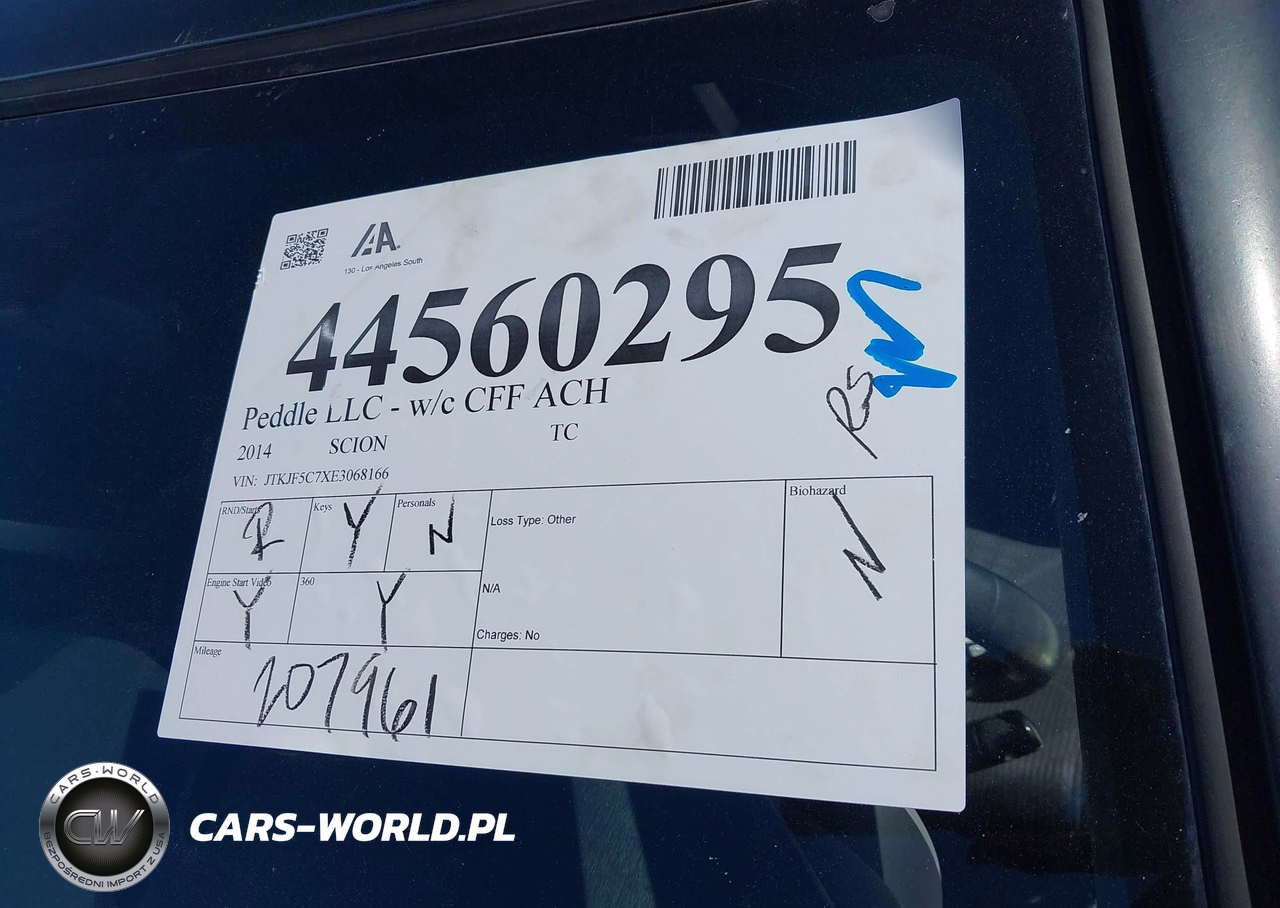 IAA
130 - Los Angeles South
44560295
RS
Peddle LLC - w/c CFF ACH
2014 SCION TC
VIN: JTKJF5C7XE3068166
RND/Starts Keys Personals
R Y N
Loss Type: Other
Biohazard
N
Engine Start Video 360
Y Y
N/A
Charges: No
Mileage
207961
CARS-WORLD
CW
BEZPOŚREDNI IMPORT Z USA
CARS-WORLD.PL